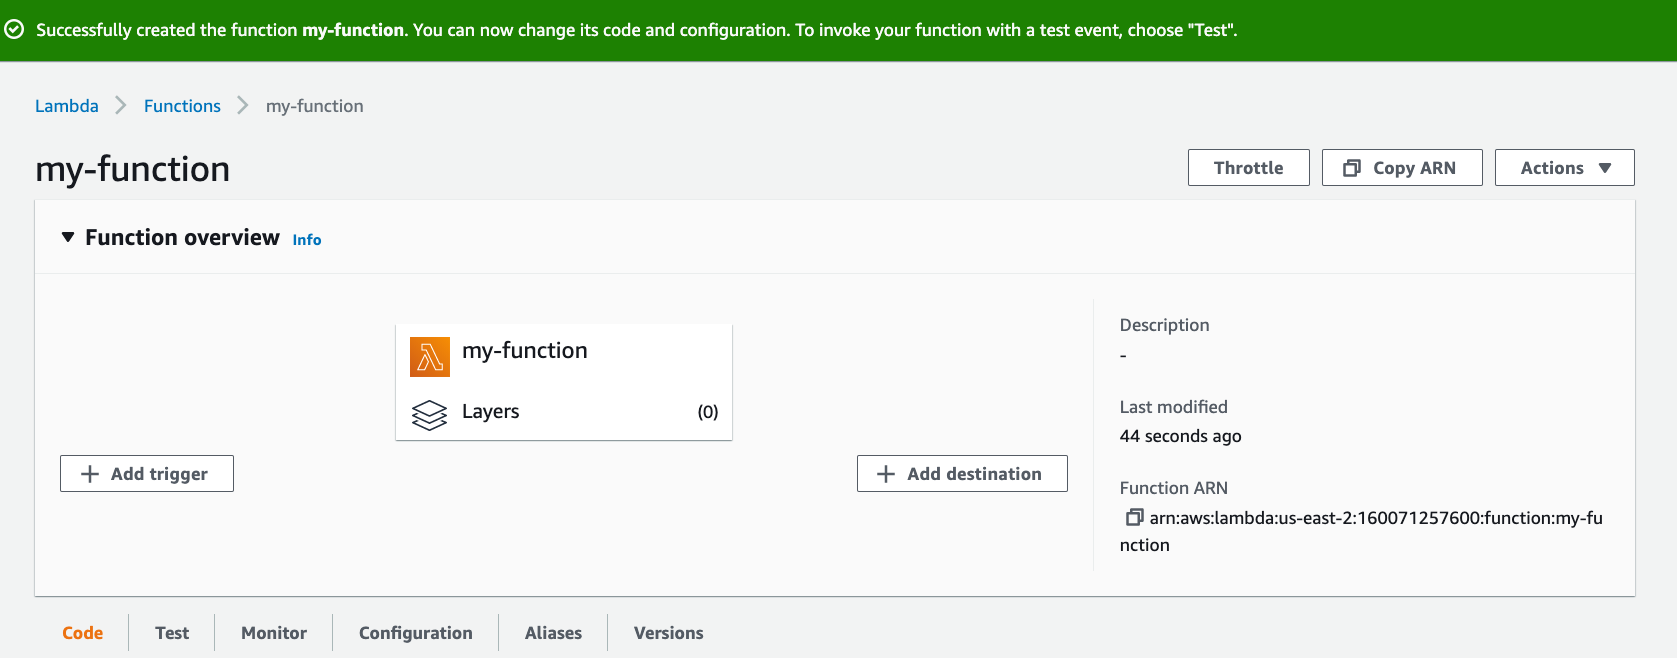 Successfully created the function my-function. You can now change its code and configuration. To invoke your function with a test event, choose "Test".
Lambda Functions my-function
my-function
Throttle Copy ARN Actions
Function overview Info
my-function
Layers (0)
Add trigger
Add destination
Description
-
Last modified
44 seconds ago
Function ARN
arn:aws:lambda:us-east-2:160071257600:function:my-fu
nction
Code Test Monitor Configuration Aliases Versions